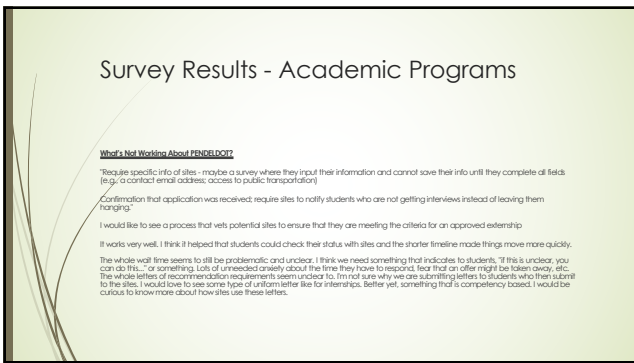 Survey Results - Academic Programs
What's Not Working About PENDELDOT?
"Require specific info of sites - maybe a survey where they input their information and cannot save their info until they complete all fields
(e.g., a contact email address; access to public transportation)
Confirmation that application was received; require sites to notify students who are not getting interviews instead of leaving them
hanging."
I would like to see a process that vets potential sites to ensure that they are meeting the criteria for an approved externship
It works very well. I think it helped that students could check their status with sites and the shorter timeline made things move more quickly.
The whole wait time seems to still be problematic and unclear. I think we need something that indicates to students, "if this is unclear, you
can do this..." or something. Lots of unneeded anxiety about the time they have to respond, fear that an offer might be taken away, etc.
The whole letters of recommendation requirements seem unclear to. I'm not sure why we are submitting letters to students who then submit
to the sites. I would love to see some type of uniform letter like for internships. Better yet, something that is competency based. I would be
curious to know more about how sites use these letters.